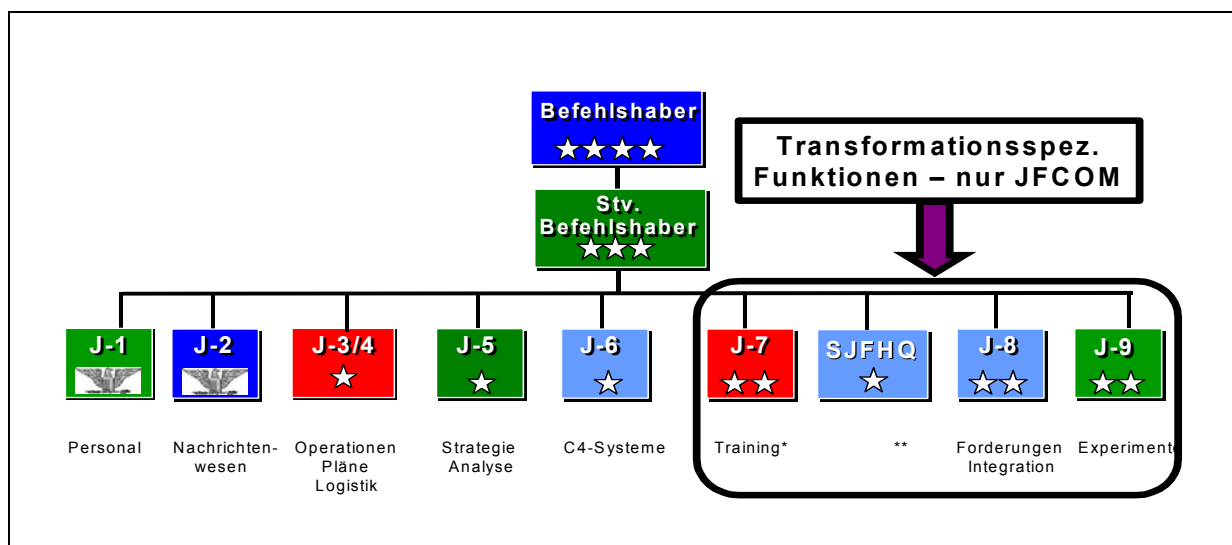 Befehlshaber
Stv.
Befehlshaber
Transformationsspez.
Funktionen – nur JFCOM
J-1
J-2
J-3/4
J-5
J-6
J-7
SJFHQ
J-8
J-9
Personal
Nachrichten-
wesen
Operationen
Pläne
Logistik
Strategie
Analyse
C4-Systeme
Training*
**
Forderungen
Integration
Experimente